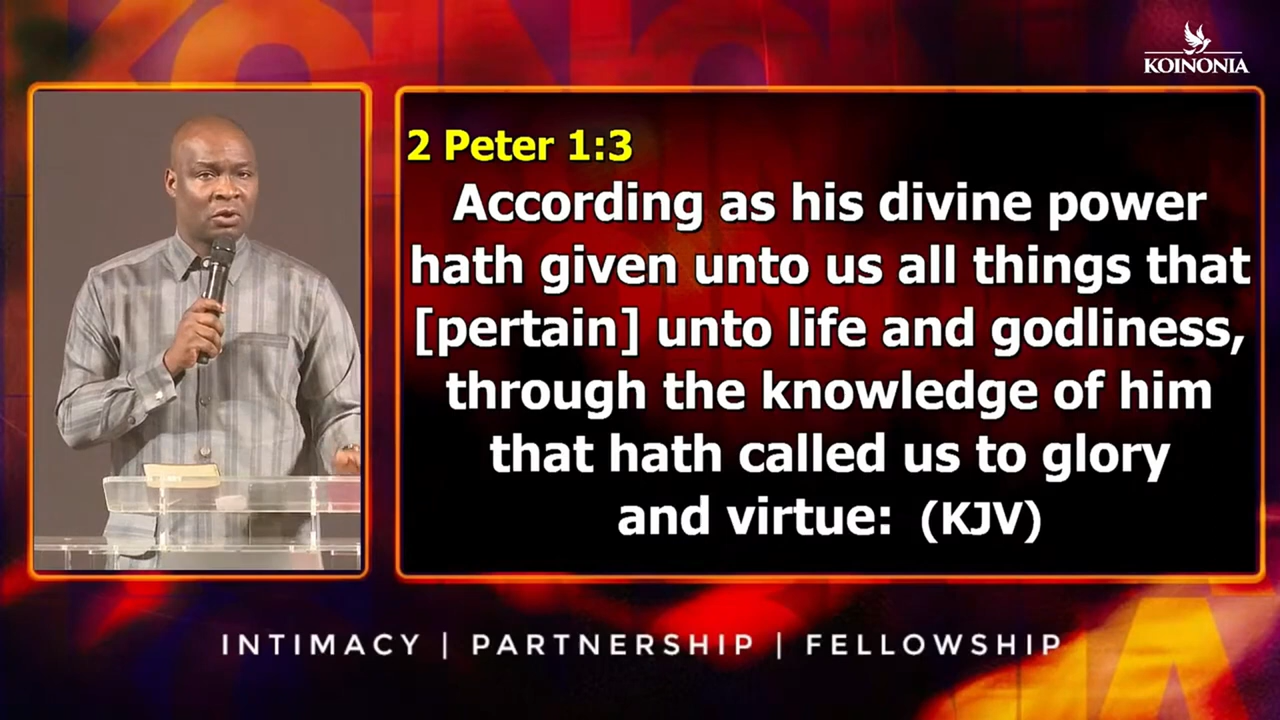 KOINONIA
2 Peter 1:3
According as his divine power
hath given unto us all things that
[pertain] unto life and godliness,
through the knowledge of him
that hath called us to glory
and virtue: (KJV)
INTIMACY | PARTNERSHIP | FELLOWSHIP